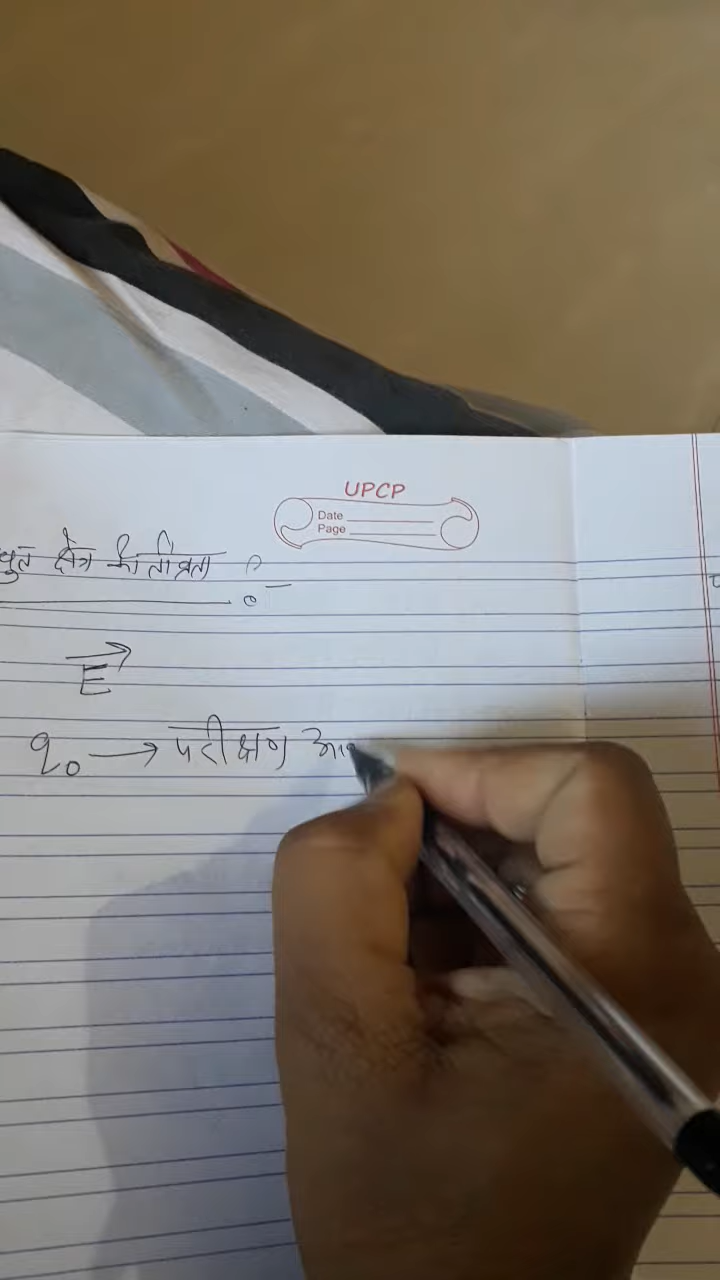 UPCP
Date
Page
क्षेत्र की तीव्रता :-
E
q₀ → परीक्षण